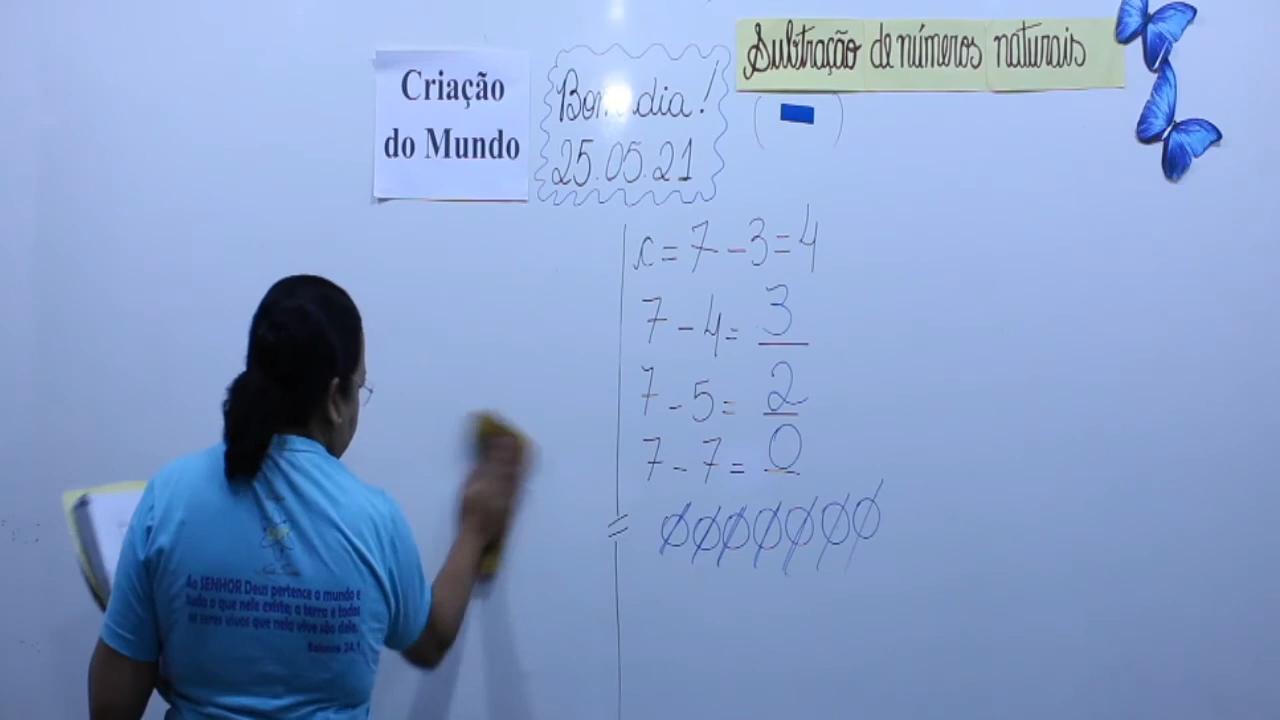 Criação
do Mundo
Bom dia!
25.05.21
Subtração de números naturais
(-)
c = 7 - 3 = 4
7 - 4 = 3
7 - 5 = 2
7 - 7 = 0
Ao SENHOR Deus pertence o mundo e
tudo o que nele existe; a terra e todos
os seres vivos que nela vive são dele.
Salmos 24.1